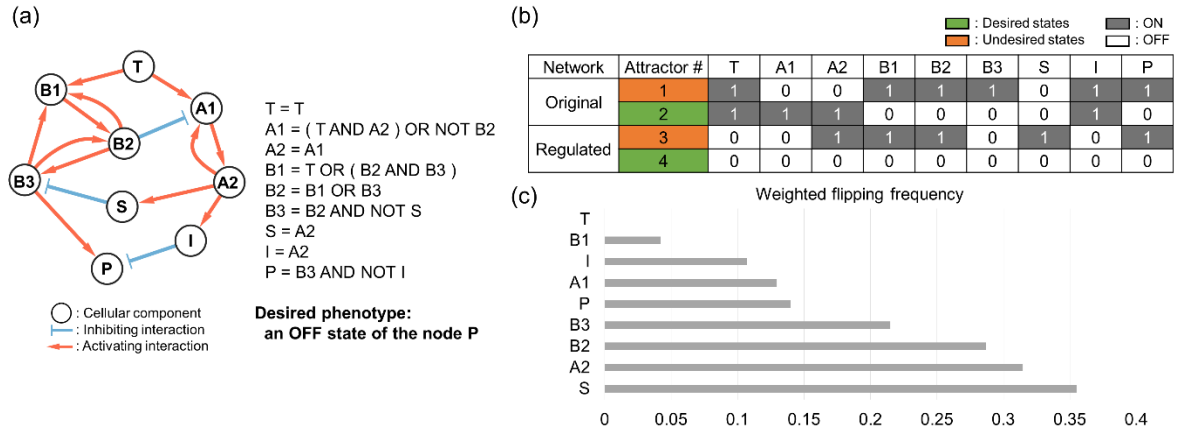 (a)
T
B1
A1
B2
B3
A2
S
I
P
T = T
A1 = ( T AND A2 ) OR NOT B2
A2 = A1
B1 = T OR ( B2 AND B3 )
B2 = B1 OR B3
B3 = B2 AND NOT S
S = A2
I = A2
P = B3 AND NOT I
: Cellular component
: Inhibiting interaction
: Activating interaction
Desired phenotype:
an OFF state of the node P
(b)
: Desired states : ON
: Undesired states : OFF
Network Attractor # T A1 A2 B1 B2 B3 S I P
Original 1 1 0 0 1 1 1 0 1 1
2 1 1 1 0 0 0 0 1 0
Regulated 3 0 0 1 1 1 0 1 0 1
4 0 0 0 0 0 0 0 0 0
(c)
Weighted flipping frequency
T
B1
I
A1
P
B3
B2
A2
S
0 0.05 0.1 0.15 0.2 0.25 0.3 0.35 0.4